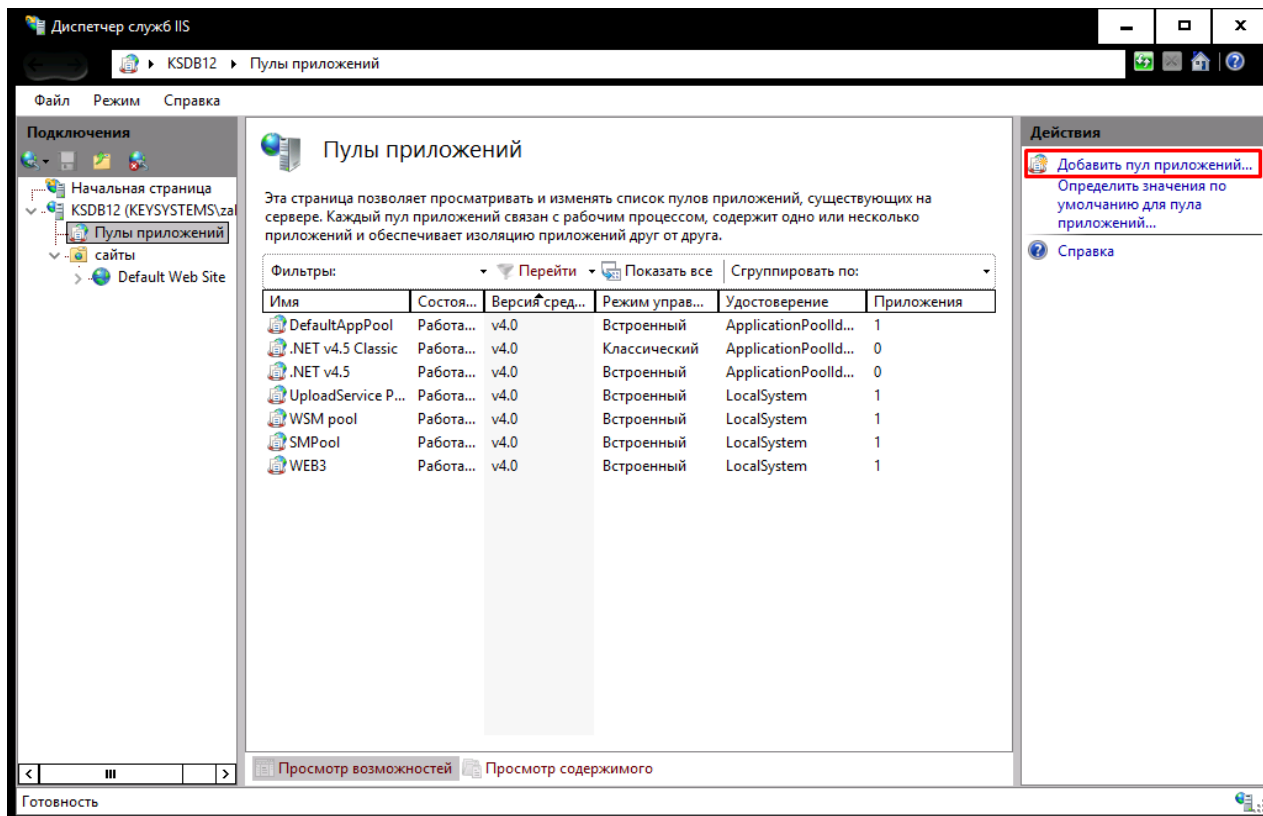 Диспетчер служб IIS
KSDB12
Пулы приложений
Файл Режим Справка
Подключения
Начальная страница
KSDB12 (KEYSYSTEMS\zal
Пулы приложений
сайты
Default Web Site
Пулы приложений
Эта страница позволяет просматривать и изменять список пулов приложений, существующих на
сервере. Каждый пул приложений связан с рабочим процессом, содержит одно или несколько
приложений и обеспечивает изоляцию приложений друг от друга.
Фильтры: Перейти Показать все Сгруппировать по:
Имя Состоя... Версия сред... Режим управ... Удостоверение Приложения
DefaultAppPool Работа... v4.0 Встроенный ApplicationPoolId... 1
.NET v4.5 Classic Работа... v4.0 Классический ApplicationPoolId... 0
.NET v4.5 Работа... v4.0 Встроенный ApplicationPoolId... 0
UploadService P... Работа... v4.0 Встроенный LocalSystem 1
WSM pool Работа... v4.0 Встроенный LocalSystem 1
SMPool Работа... v4.0 Встроенный LocalSystem 1
WEB3 Работа... v4.0 Встроенный LocalSystem 1
Просмотр возможностей Просмотр содержимого
Действия
Добавить пул приложений...
Определить значения по
умолчанию для пула
приложений...
Справка
Готовность